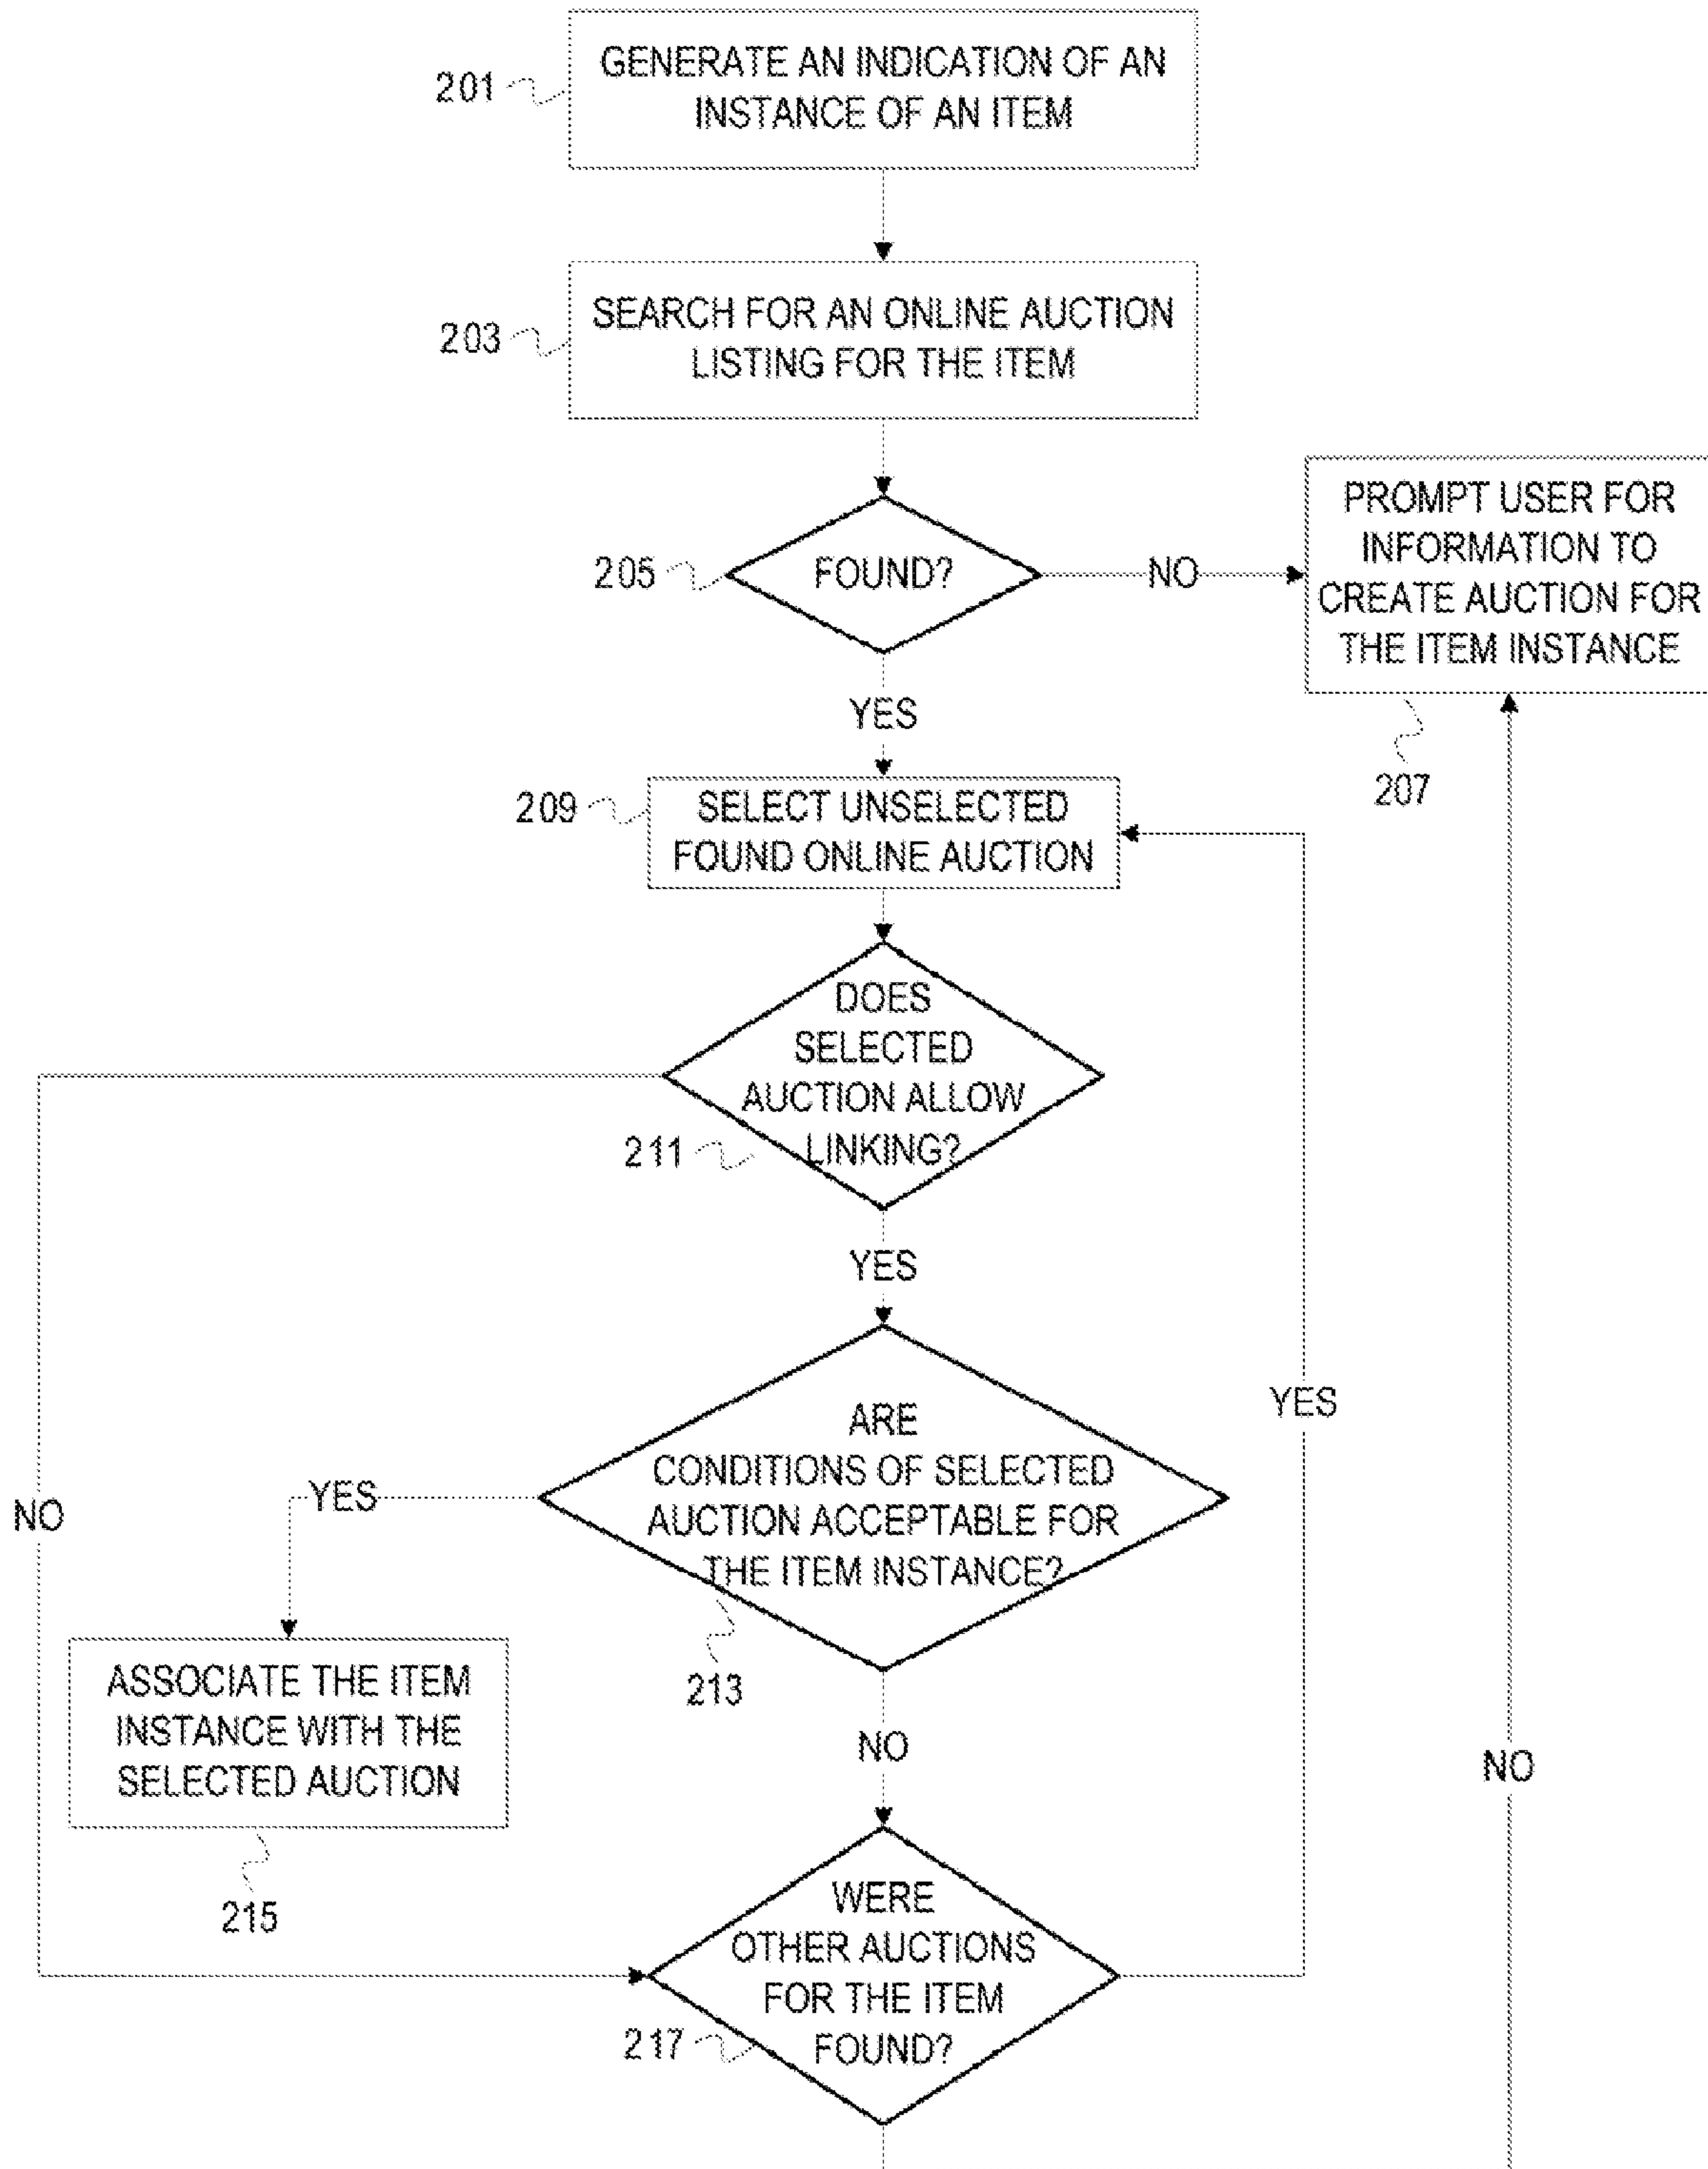 GENERATE AN INDICATION OF AN
INSTANCE OF AN ITEM
201
SEARCH FOR AN ONLINE AUCTION
LISTING FOR THE ITEM
203
FOUND?
205
NO
PROMPT USER FOR
INFORMATION TO
CREATE AUCTION FOR
THE ITEM INSTANCE
207
YES
209
SELECT UNSELECTED
FOUND ONLINE AUCTION
DOES
SELECTED
AUCTION ALLOW
LINKING?
211
YES
NO
ARE
CONDITIONS OF SELECTED
AUCTION ACCEPTABLE FOR
THE ITEM INSTANCE?
213
YES
ASSOCIATE THE ITEM
INSTANCE WITH THE
SELECTED AUCTION
215
NO
WERE
OTHER AUCTIONS
FOR THE ITEM
FOUND?
217
YES
NO